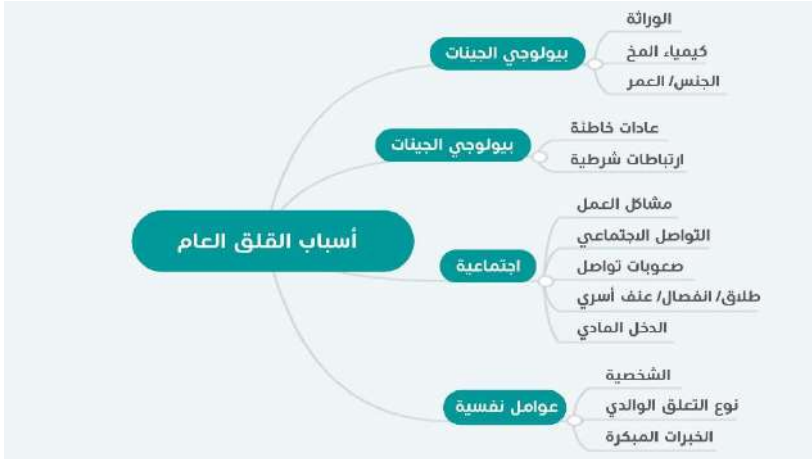 أسباب القلق العام
بيولوجي الجينات
الوراثة
كيمياء المخ
الجنس/ العمر
بيولوجي الجينات
عادات خاطئة
ارتباطات شرطية
اجتماعية
مشاكل العمل
التواصل الاجتماعي
صعوبات تواصل
طلاق/ انفصال/ عنف أسري
الدخل المادي
عوامل نفسية
الشخصية
نوع التعلق الوالدي
الخبرات المبكرة